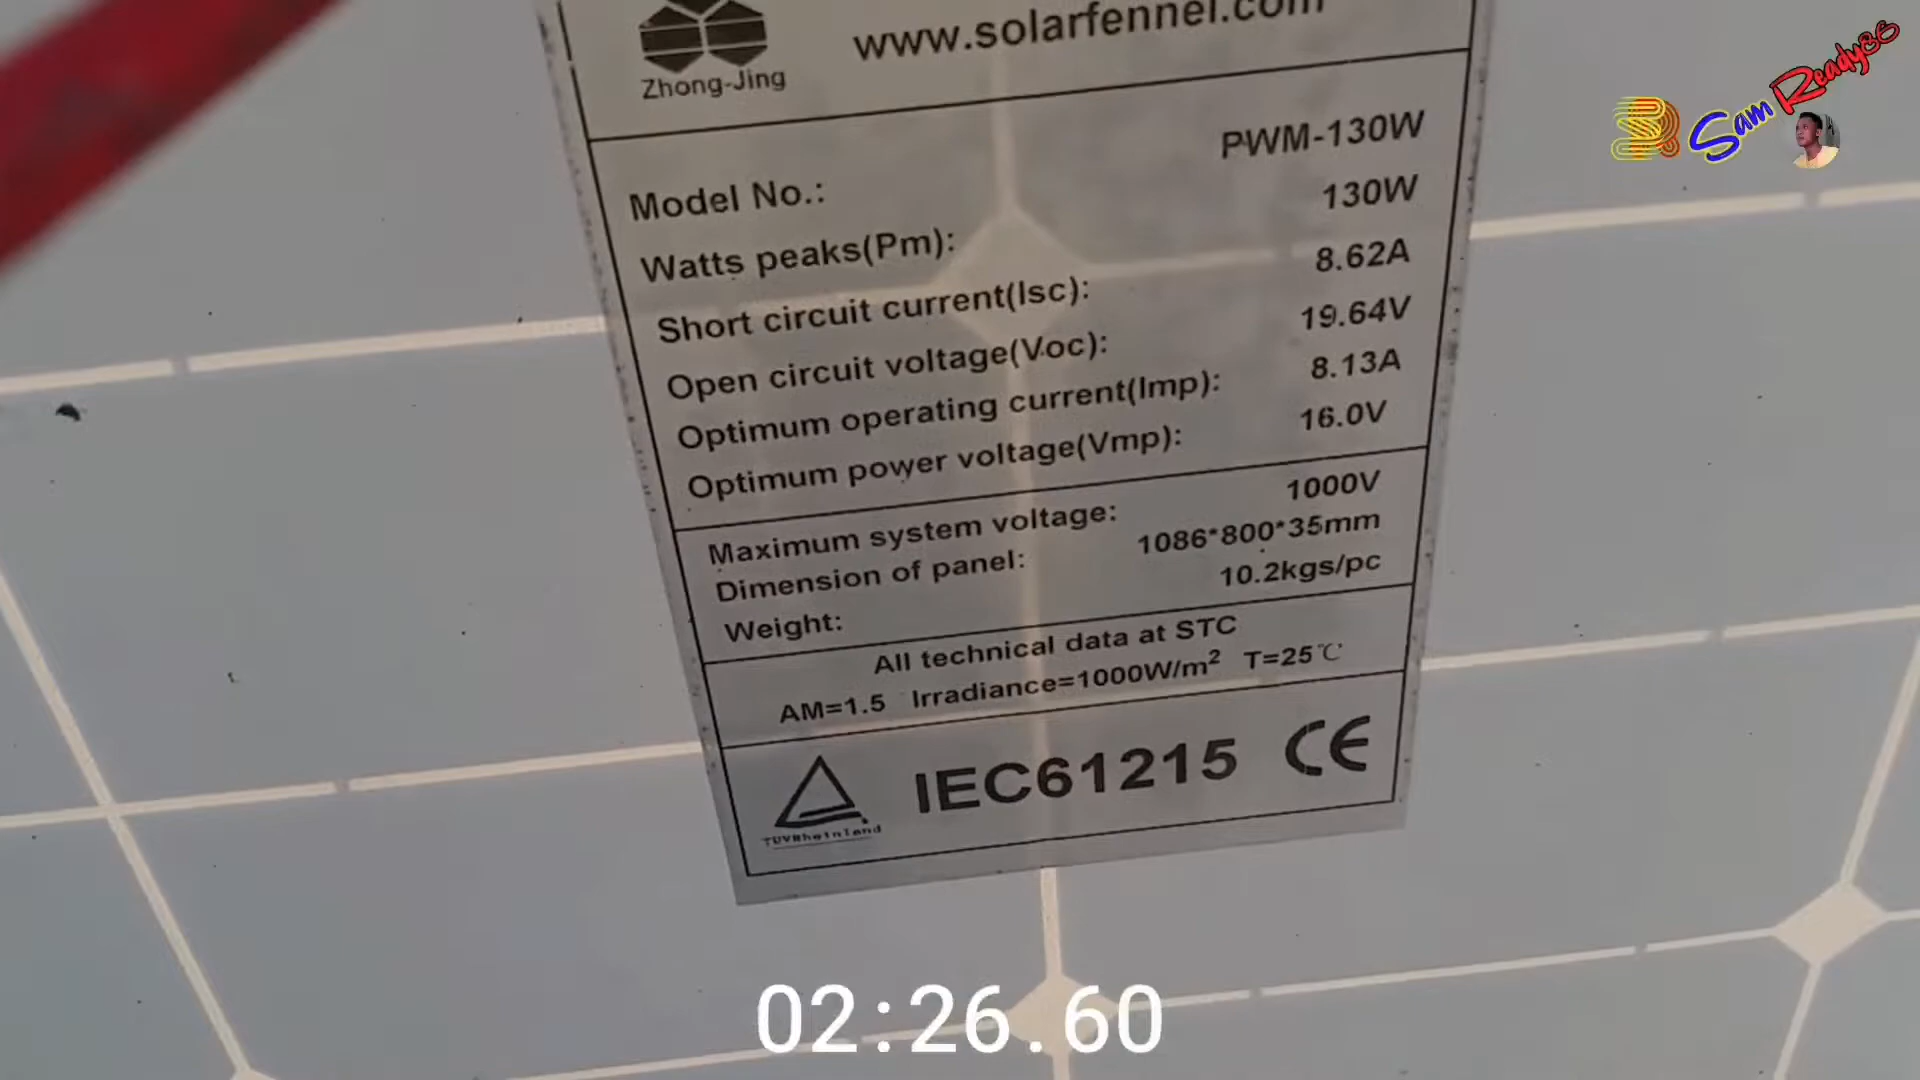 Zhong-Jing
www.solarfennel.com
Sam Ready86
Model No.: PWM-130W
Watts peaks(Pm): 130W
Short circuit current(Isc): 8.62A
Open circuit voltage(Voc): 19.64V
Optimum operating current(Imp): 8.13A
Optimum power voltage(Vmp): 16.0V
Maximum system voltage: 1000V
Dimension of panel: 1086*800*35mm
Weight: 10.2kgs/pc
All technical data at STC
AM=1.5 Irradiance=1000W/m² T=25℃
TUVRheinland
IEC61215 CE
02:26.60